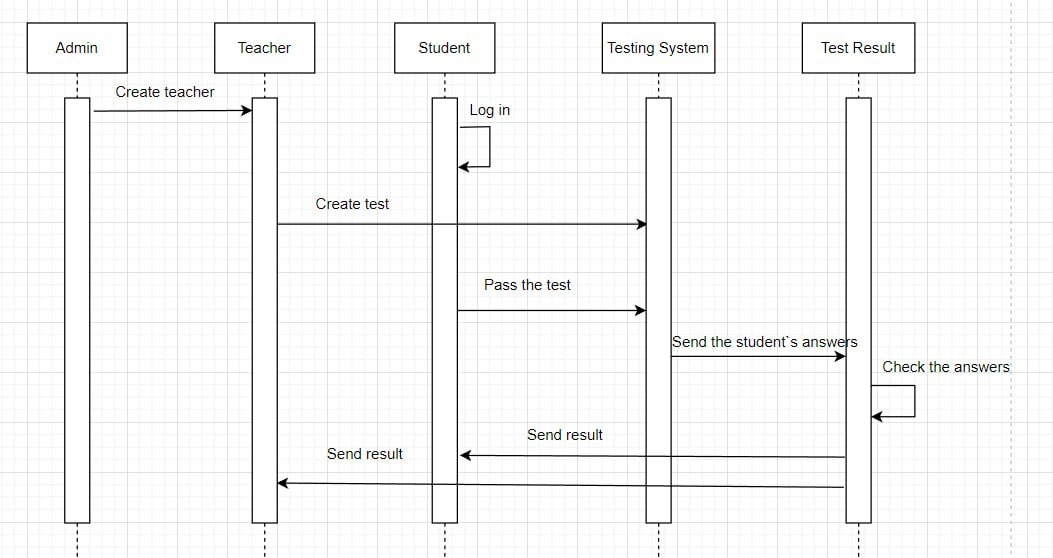 Admin
Teacher
Student
Testing System
Test Result
Create teacher
Log in
Create test
Pass the test
Send the student`s answers
Check the answers
Send result
Send result